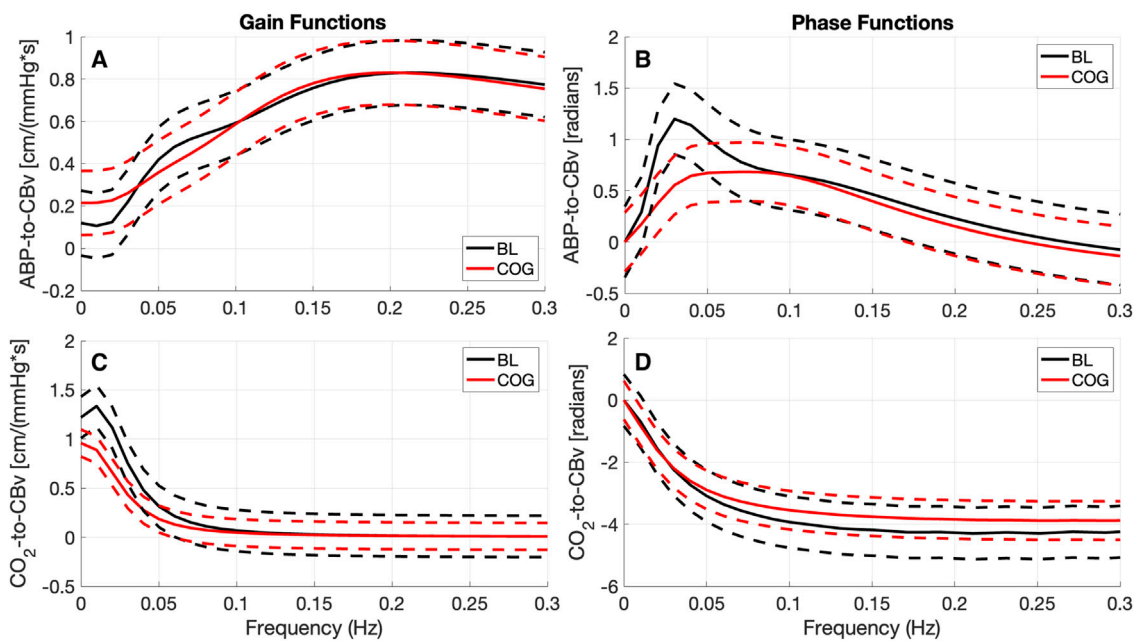 Gain Functions
Phase Functions
A
ABP-to-CBv [cm/(mmHg*s]
1
0.8
0.6
0.4
0.2
0
-0.2
0 0.05 0.1 0.15 0.2 0.25 0.3
BL
COG
B
ABP-to-CBv [radians]
2
1.5
1
0.5
0
-0.5
0 0.05 0.1 0.15 0.2 0.25 0.3
BL
COG
C
CO2-to-CBv [cm/(mmHg*s]
2
1.5
1
0.5
0
-0.5
0 0.05 0.1 0.15 0.2 0.25 0.3
Frequency (Hz)
BL
COG
D
CO2-to-CBv [radians]
2
0
-2
-4
-6
0 0.05 0.1 0.15 0.2 0.25 0.3
Frequency (Hz)
BL
COG